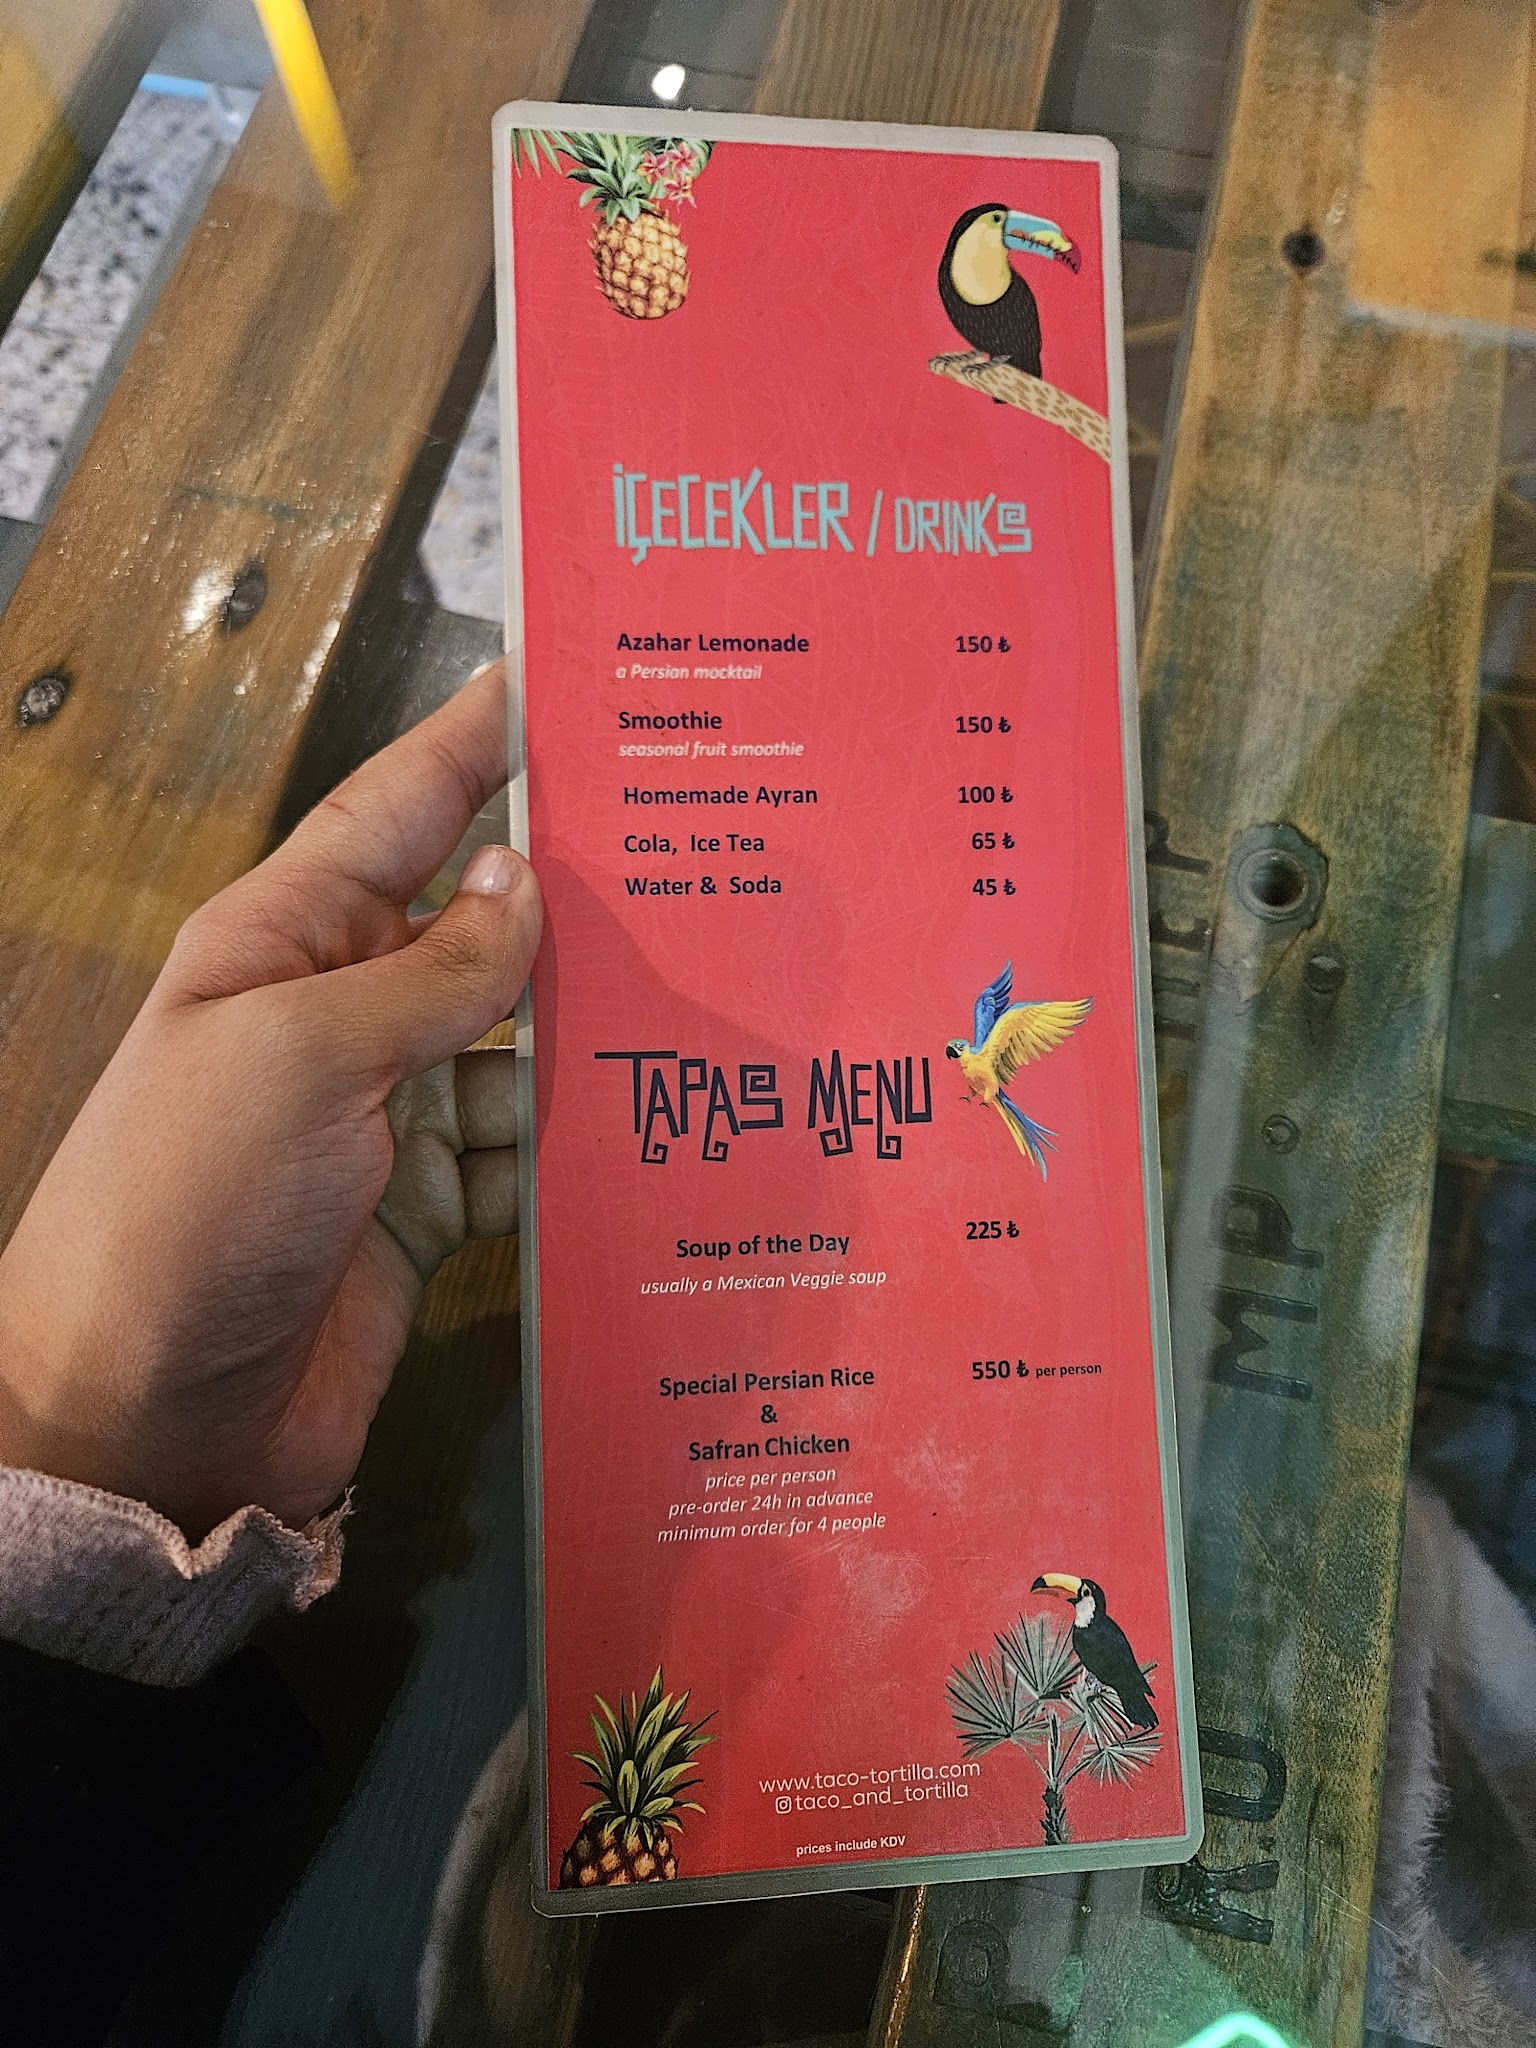 İÇECEKLER / DRINKS
Azahar Lemonade 150 ₺
a Persian mocktail
Smoothie 150 ₺
seasonal fruit smoothie
Homemade Ayran 100 ₺
Cola, Ice Tea 65 ₺
Water & Soda 45 ₺
TAPAS MENU
Soup of the Day 225 ₺
usually a Mexican Veggie soup
Special Persian Rice 550 ₺ per person
&
Safran Chicken
price per person
pre-order 24h in advance
minimum order for 4 people
www.taco-tortilla.com
taco_and_tortilla
prices include KDV